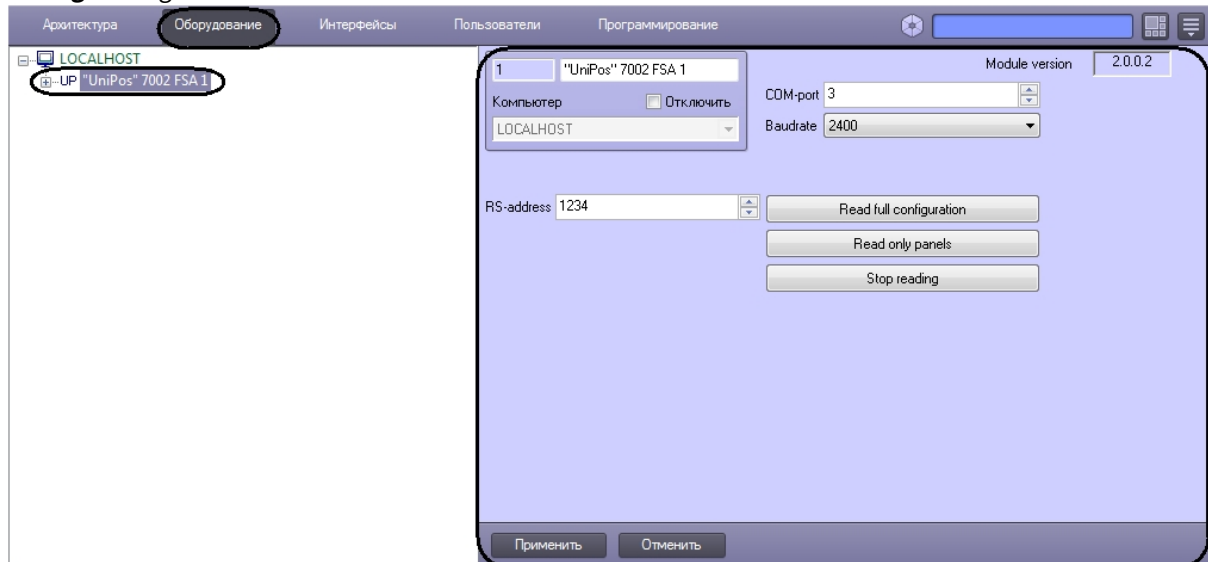 Архитектура Оборудование Интерфейсы Пользователи Программирование
LOCALHOST
UP "UniPos" 7002 FSA 1
1 "UniPos" 7002 FSA 1
Module version 2.0.0.2
Компьютер Отключить
COM-port 3
LOCALHOST
Baudrate 2400
RS-address 1234
Read full configuration
Read only panels
Stop reading
Применить Отменить